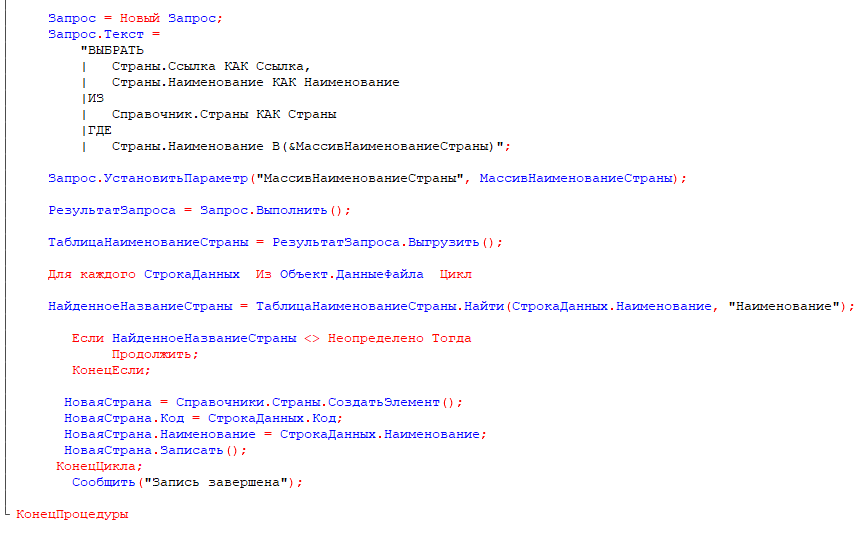 Запрос = Новый Запрос;
Запрос.Текст =
"ВЫБРАТЬ
|   Страны.Ссылка КАК Ссылка,
|   Страны.Наименование КАК Наименование
|ИЗ
|   Справочник.Страны КАК Страны
|ГДЕ
|   Страны.Наименование В(&МассивНаименованиеСтраны)";
Запрос.УстановитьПараметр("МассивНаименованиеСтраны", МассивНаименованиеСтраны);
РезультатЗапроса = Запрос.Выполнить();
ТаблицаНаименованиеСтраны = РезультатЗапроса.Выгрузить();
Для каждого СтрокаДанных  Из Объект.ДанныеФайла  Цикл
НайденноеНазваниеСтраны = ТаблицаНаименованиеСтраны.Найти(СтрокаДанных.Наименование, "Наименование");
Если НайденноеНазваниеСтраны <> Неопределено Тогда
Продолжить;
КонецЕсли;
НоваяСтрана = Справочники.Страны.СоздатьЭлемент();
НоваяСтрана.Код = СтрокаДанных.Код;
НоваяСтрана.Наименование = СтрокаДанных.Наименование;
НоваяСтрана.Записать();
КонецЦикла;
Сообщить("Запись завершена");
КонецПроцедуры